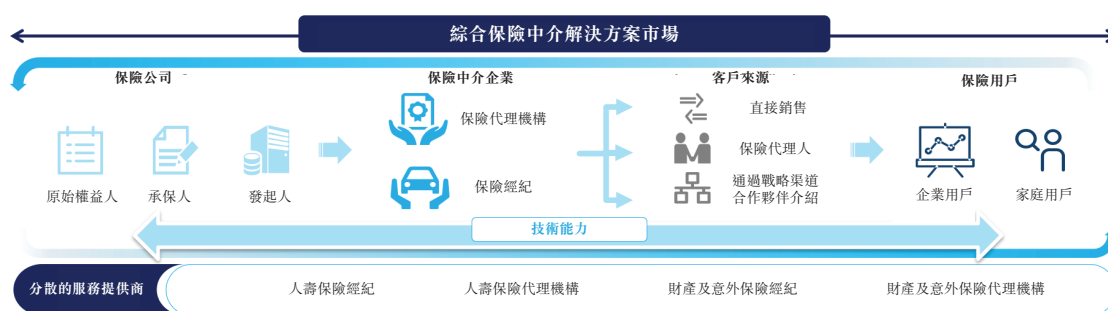 綜合保險中介解決方案市場
保險公司
保險中介企業
客戶來源
保險用戶
原始權益人
承保人
發起人
保險代理機構
保險經紀
直接銷售
保險代理人
通過戰略渠道
合作夥伴介紹
企業用戶
家庭用戶
技術能力
分散的服務提供商
人壽保險經紀
人壽保險代理機構
財產及意外保險經紀
財產及意外保險代理機構